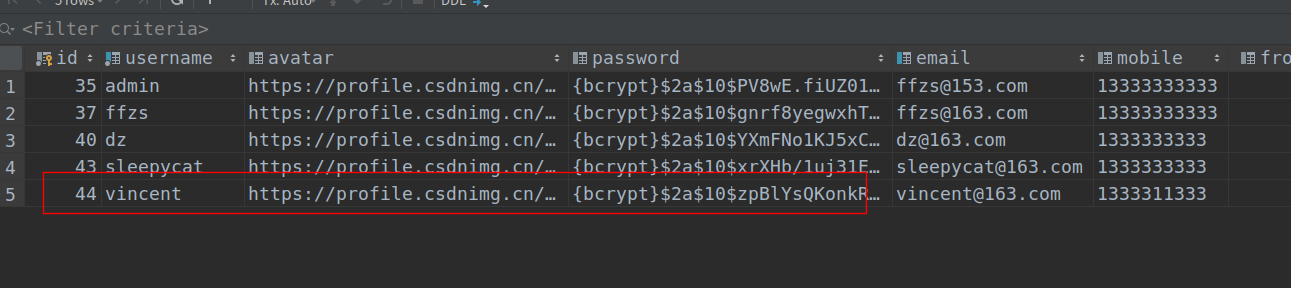 5 rows Tx: Auto DDL
<Filter criteria>
id username avatar password email mobile fro
1 35 admin https://profile.csdnimg.cn/… {bcrypt}$2a$10$PV8wE.fiUZ01… ffzs@153.com 13333333333
2 37 ffzs https://profile.csdnimg.cn/… {bcrypt}$2a$10$gnrf8yegwxhT… ffzs@163.com 13333333333
3 40 dz https://profile.csdnimg.cn/… {bcrypt}$2a$10$YXmFNo1KJ5xC… dz@163.com 1333333333
4 43 sleepycat https://profile.csdnimg.cn/… {bcrypt}$2a$10$xrXHb/1uj31E… sleepycat@163.com 1333333333
5 44 vincent https://profile.csdnimg.cn/… {bcrypt}$2a$10$zpBlYsQKonkR… vincent@163.com 1333311333